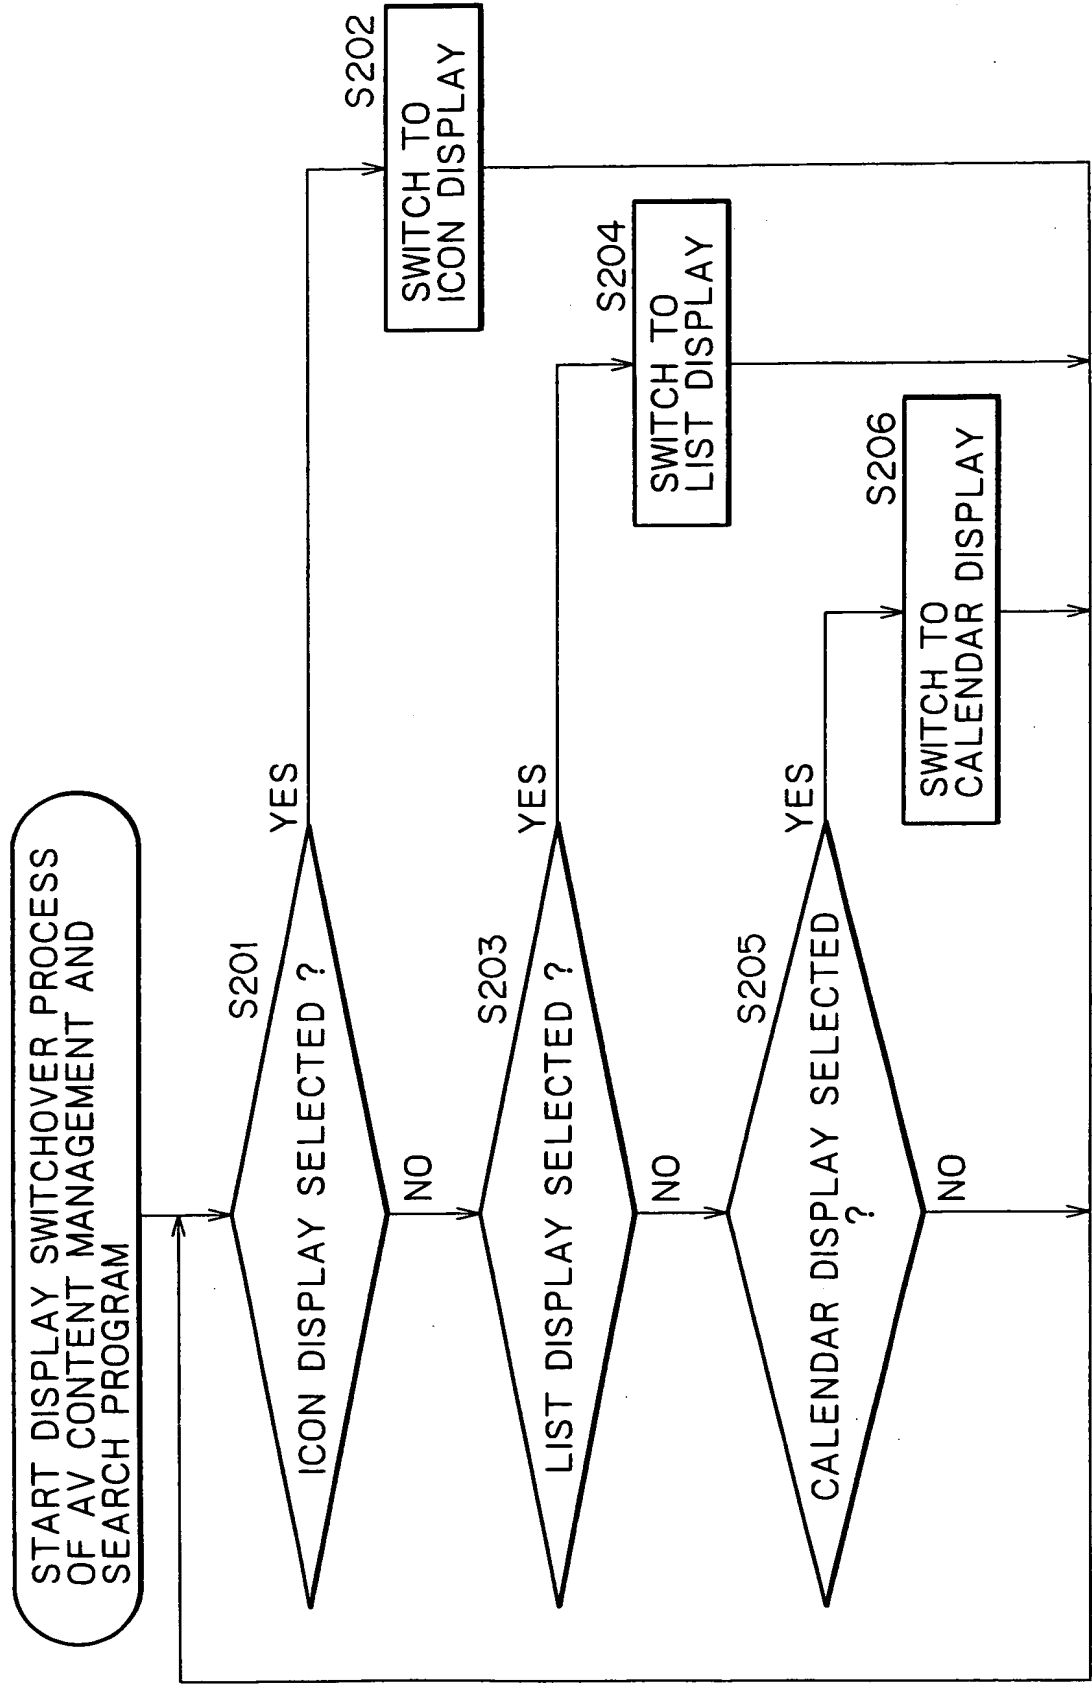 START DISPLAY SWITCHOVER PROCESS
OF AV CONTENT MANAGEMENT AND
SEARCH PROGRAM
S201
ICON DISPLAY SELECTED ?
YES
NO
S202
SWITCH TO
ICON DISPLAY
S203
LIST DISPLAY SELECTED ?
YES
NO
S204
SWITCH TO
LIST DISPLAY
S205
CALENDAR DISPLAY SELECTED
?
YES
NO
S206
SWITCH TO
CALENDAR DISPLAY